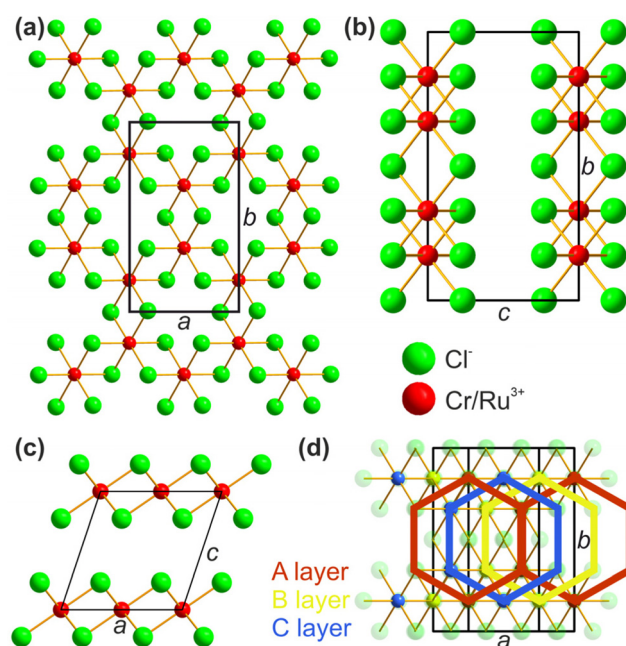 (a)
b
a
(b)
b
c
Cl⁻
Cr/Ru³⁺
(c)
c
a
A layer
B layer
C layer
(d)
b
a